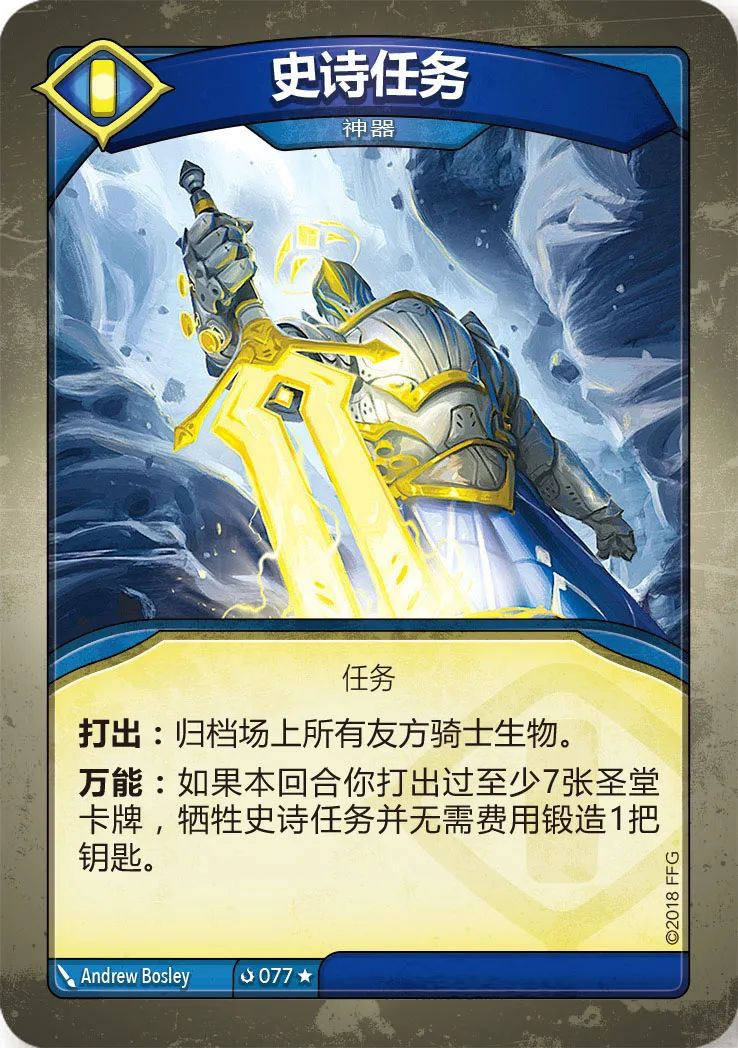 史诗任务
神器
任务
打出：归档场上所有友方骑士生物。
万能：如果本回合你打出过至少7张圣堂
卡牌，牺牲史诗任务并无需费用锻造1把
钥匙。
©2018 FFG
Andrew Bosley
077